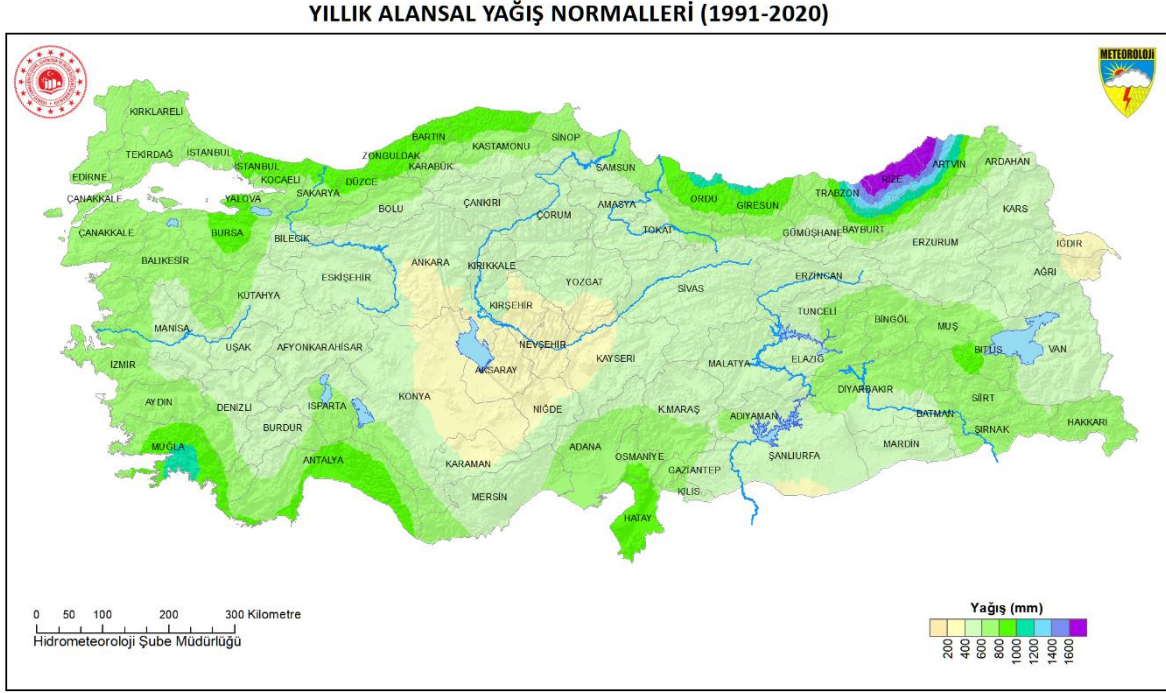 YILLIK ALANSAL YAĞIŞ NORMALLERİ (1991-2020)
METEOROLOJİ
KIRKLARELİ
TEKİRDAĞ
İSTANBUL
EDİRNE
ÇANAKKALE
İSTANBUL
KOCAELİ
YALOVA
SAKARYA
DÜZCE
ZONGULDAK
BARTIN
KARABÜK
KASTAMONU
SİNOP
SAMSUN
ORDU
GİRESUN
TRABZON
RİZE
ARTVİN
ARDAHAN
KARS
ÇANAKKALE
BURSA
BİLECİK
BOLU
ÇANKIRI
ÇORUM
AMASYA
TOKAT
GÜMÜŞHANE
BAYBURT
ERZURUM
IĞDIR
AĞRI
BALIKESİR
KÜTAHYA
ESKİŞEHİR
ANKARA
KIRIKKALE
YOZGAT
SİVAS
ERZİNCAN
TUNCELİ
BİNGÖL
MUŞ
BİTLİS
VAN
MANİSA
UŞAK
AFYONKARAHİSAR
KIRŞEHİR
NEVŞEHİR
AKSARAY
KAYSERİ
MALATYA
ELAZIĞ
DİYARBAKIR
SİİRT
İZMİR
AYDIN
DENİZLİ
ISPARTA
BURDUR
KONYA
NİĞDE
K.MARAŞ
ADIYAMAN
BATMAN
MARDİN
ŞIRNAK
HAKKARİ
MUĞLA
ANTALYA
KARAMAN
MERSİN
ADANA
OSMANİYE
GAZİANTEP
KİLİS
ŞANLIURFA
HATAY
0 50 100 200 300 Kilometre
Hidrometeoroloji Şube Müdürlüğü
Yağış (mm)
200 400 600 800 1000 1200 1400 1600